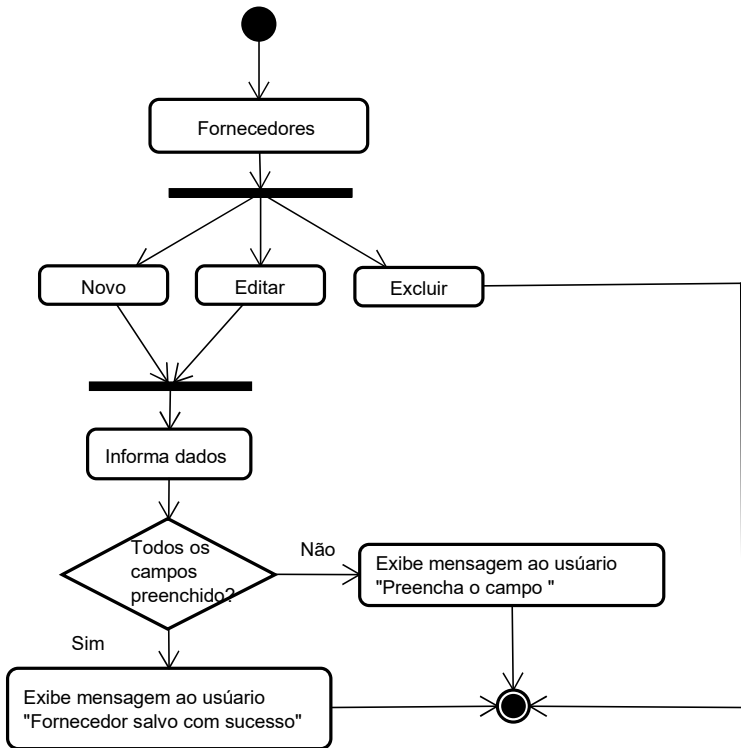 Fornecedores
Novo
Editar
Excluir
Informa dados
Todos os
campos
preenchido?
Não
Exibe mensagem ao usúario
"Preencha o campo "
Sim
Exibe mensagem ao usúario
"Fornecedor salvo com sucesso"